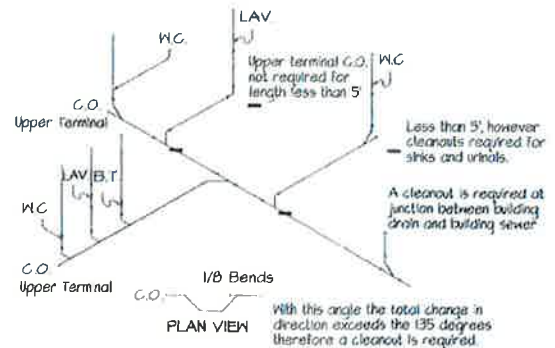 LAV
W.C.
Upper terminal C.O.
not required for
length less than 5'
W.C
C.O.
Upper Terminal
Less than 5', however
cleanouts required for
sinks and urinals.
LAV
B.T
W.C
A cleanout is required at
junction between building
drain and building sewer
C.O.
Upper Terminal
1/8 Bends
C.O.
PLAN VIEW
With this angle the total change in
direction exceeds the 135 degrees
therefore a cleanout is required.